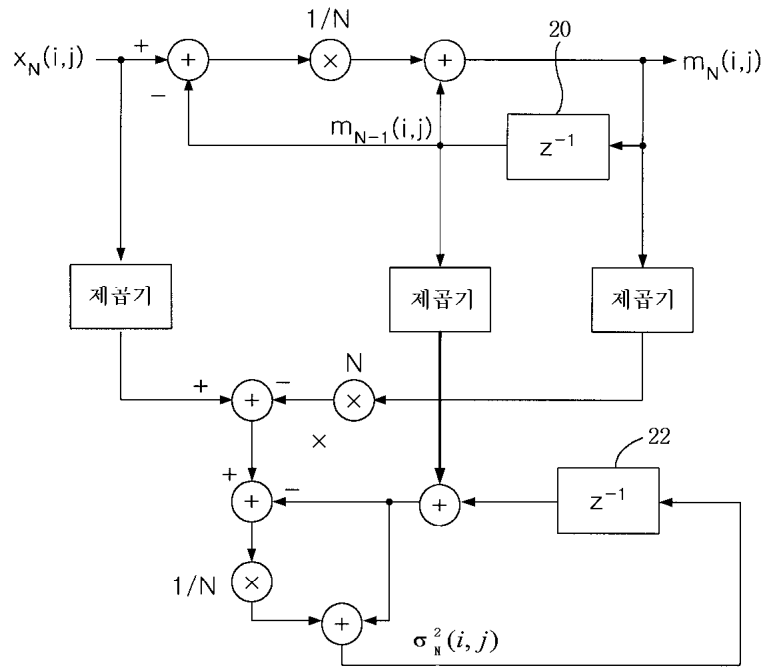 1/N
20
x_N(i,j)
+
+
×
+
m_N(i,j)
−
m_{N-1}(i,j)
z^{-1}
제곱기
제곱기
제곱기
N
+
+
−
×
×
22
+
+
−
+
z^{-1}
1/N
×
+
σ_N^2(i,j)